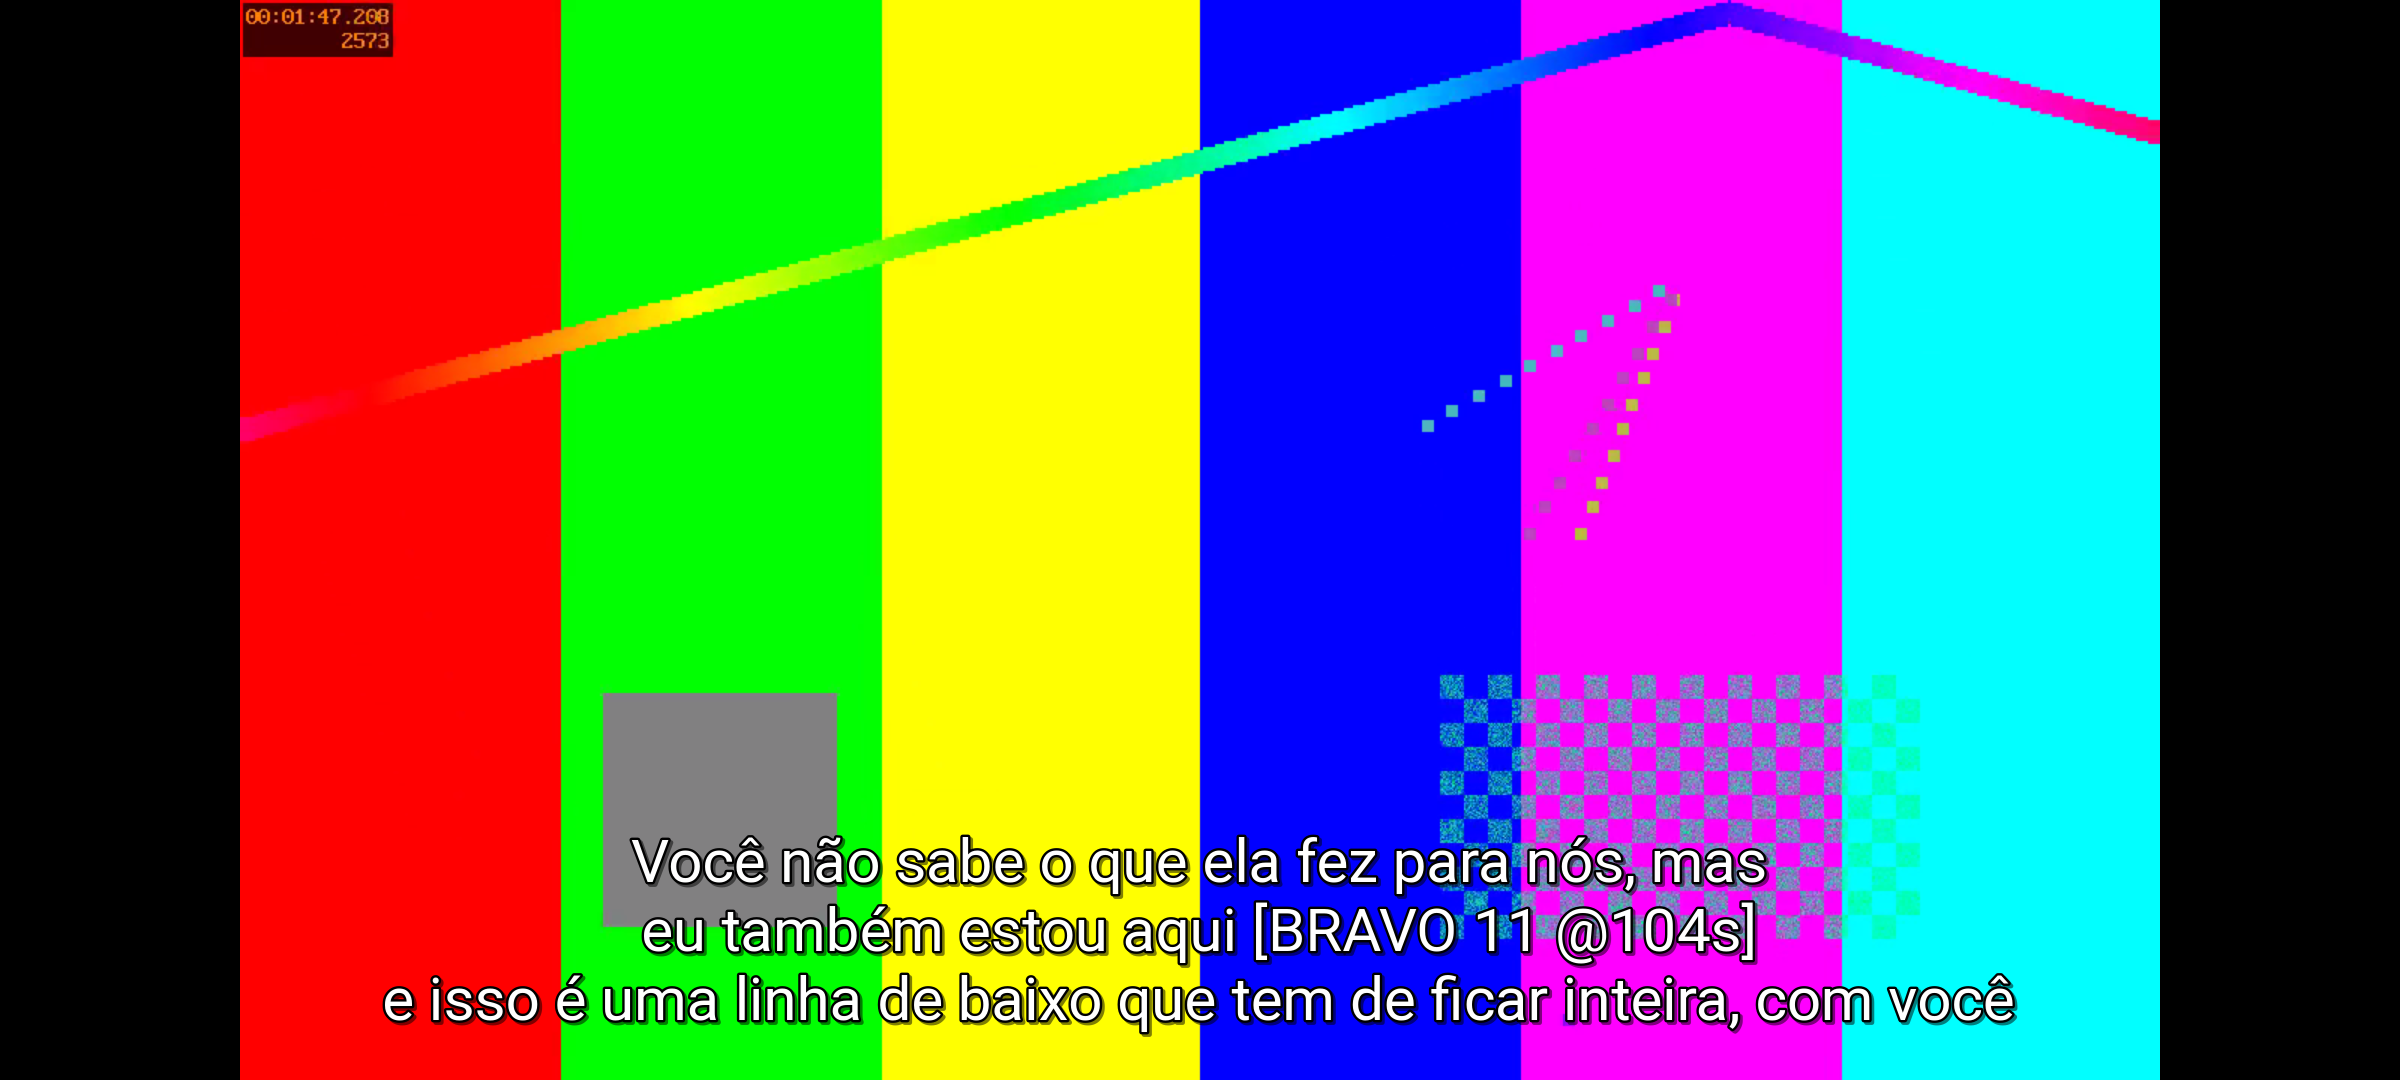 00:01:47.208
2573
Você não sabe o que ela fez para nós, mas
eu também estou aqui [BRAVO 11 @104s]
e isso é uma linha de baixo que tem de ficar inteira, com você